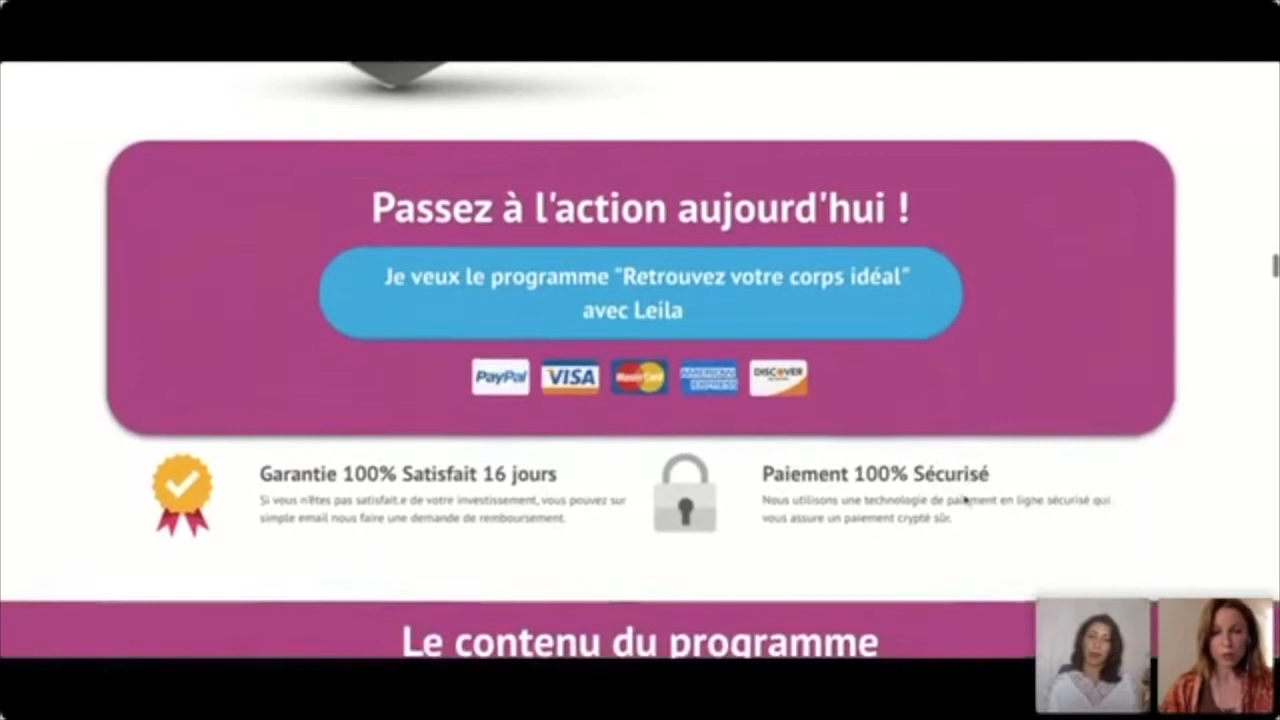 Passez à l'action aujourd'hui !
Je veux le programme "Retrouvez votre corps idéal"
avec Leila
PayPal VISA MasterCard AMERICAN EXPRESS DISCOVER
Garantie 100% Satisfait 16 jours
Si vous n'êtes pas satisfait.e de votre investissement, vous pouvez sur
simple email nous faire une demande de remboursement.
Paiement 100% Sécurisé
Nous utilisons une technologie de paiement en ligne sécurisé qui
vous assure un paiement crypté sûr.
Le contenu du programme